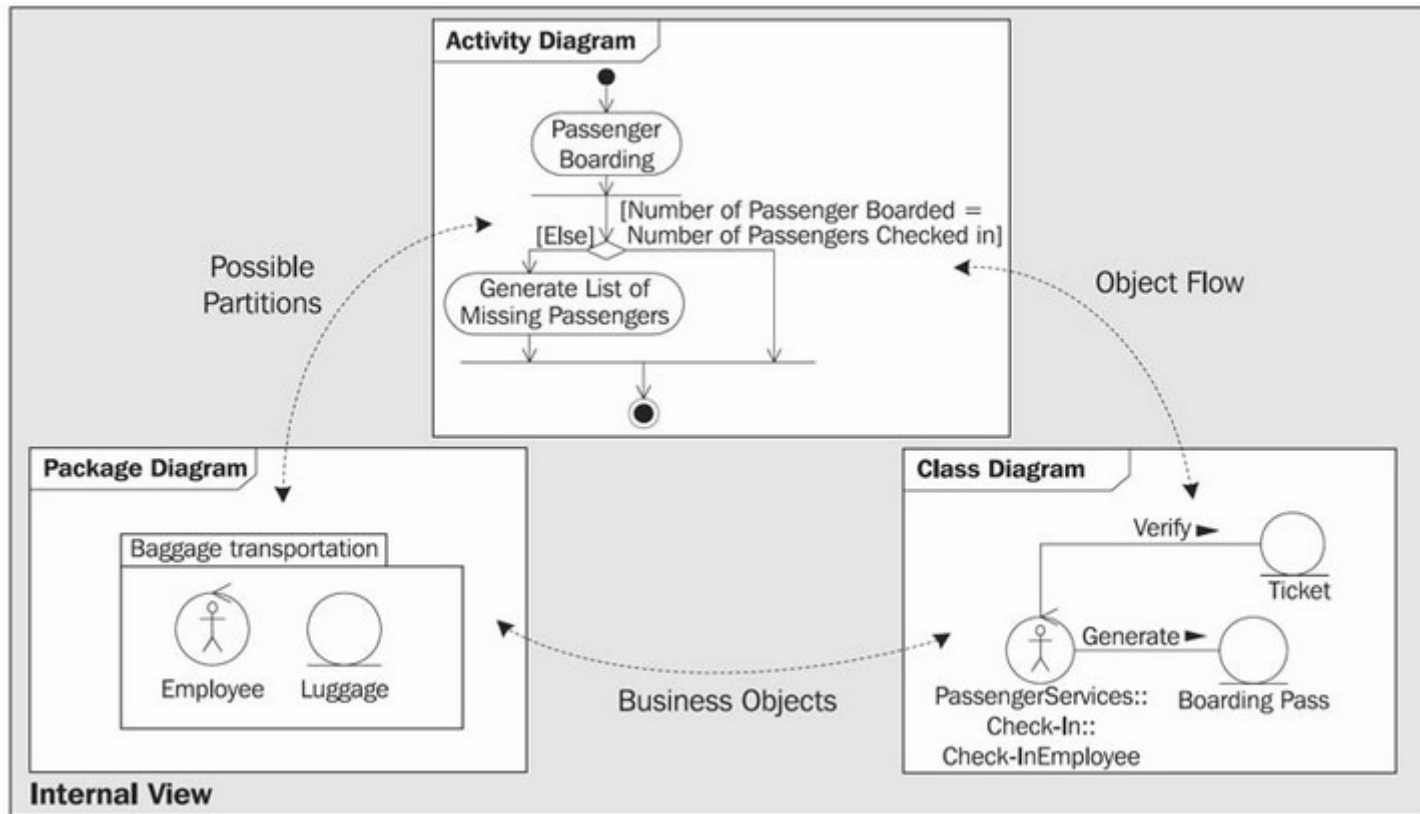 Activity Diagram
Passenger
Boarding
[Number of Passenger Boarded =
[Else]
Number of Passengers Checked in]
Generate List of
Missing Passengers
Possible
Partitions
Object Flow
Package Diagram
Baggage transportation
Employee
Luggage
Business Objects
Class Diagram
Verify
Ticket
Generate
PassengerServices::
Check-In::
Check-InEmployee
Boarding Pass
Internal View